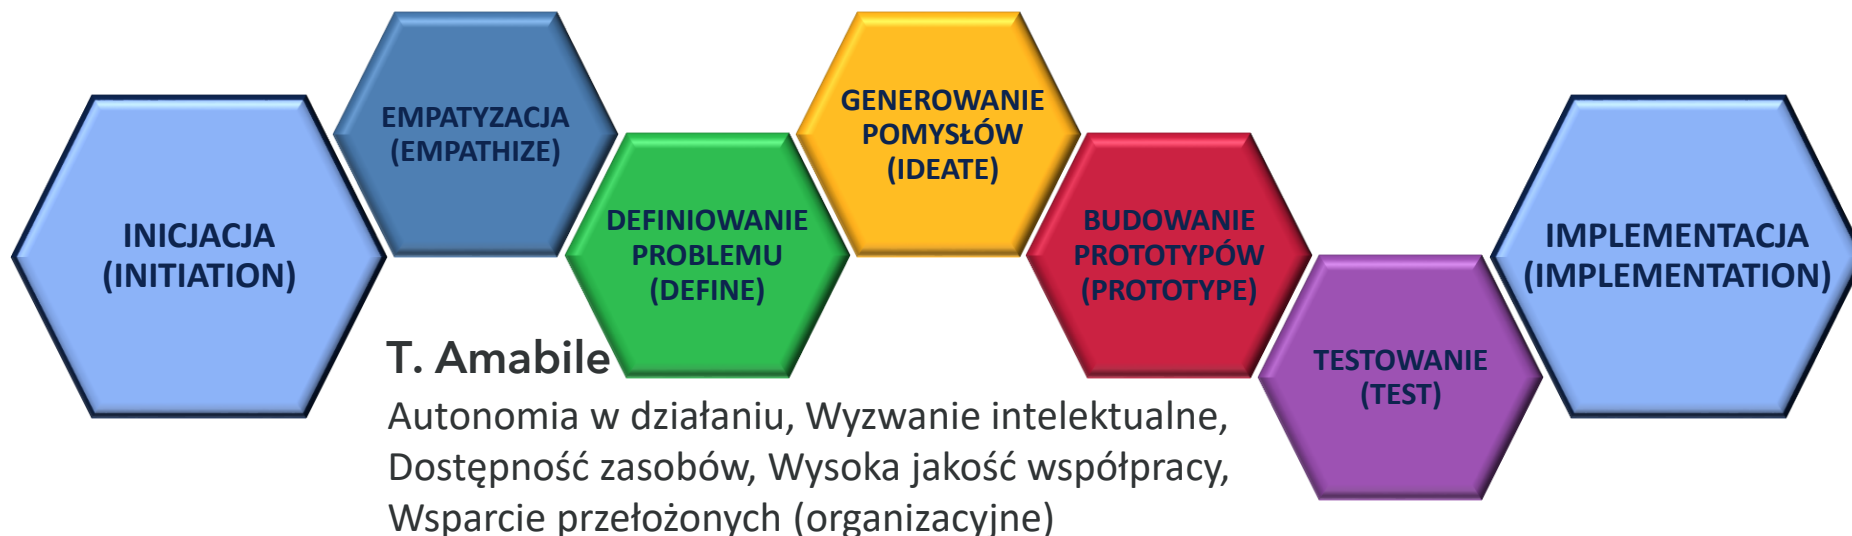 INICJACJA
(INITIATION)
EMPATYZACJA
(EMPATHIZE)
DEFINIOWANIE
PROBLEMU
(DEFINE)
GENEROWANIE
POMYSŁÓW
(IDEATE)
BUDOWANIE
PROTOTYPÓW
(PROTOTYPE)
TESTOWANIE
(TEST)
IMPLEMENTACJA
(IMPLEMENTATION)
T. Amabile
Autonomia w działaniu, Wyzwanie intelektualne,
Dostępność zasobów, Wysoka jakość współpracy,
Wsparcie przełożonych (organizacyjne)